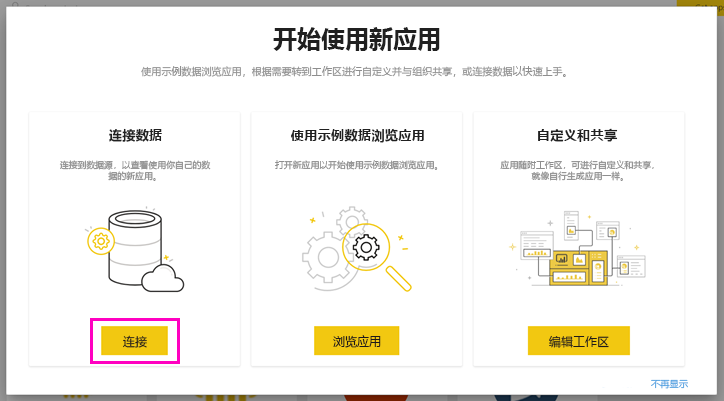 开始使用新应用
使用示例数据浏览应用，根据需要转到工作区进行自定义并与组织共享，或连接数据以快速上手。
连接数据
连接到数据源，以查看使用你自己的数
据的新应用。
连接
使用示例数据浏览应用
打开新应用以开始使用示例数据浏览应用。
浏览应用
自定义和共享
应用随附工作区，可进行自定义和共享，
就像自行生成应用一样。
编辑工作区
不再显示